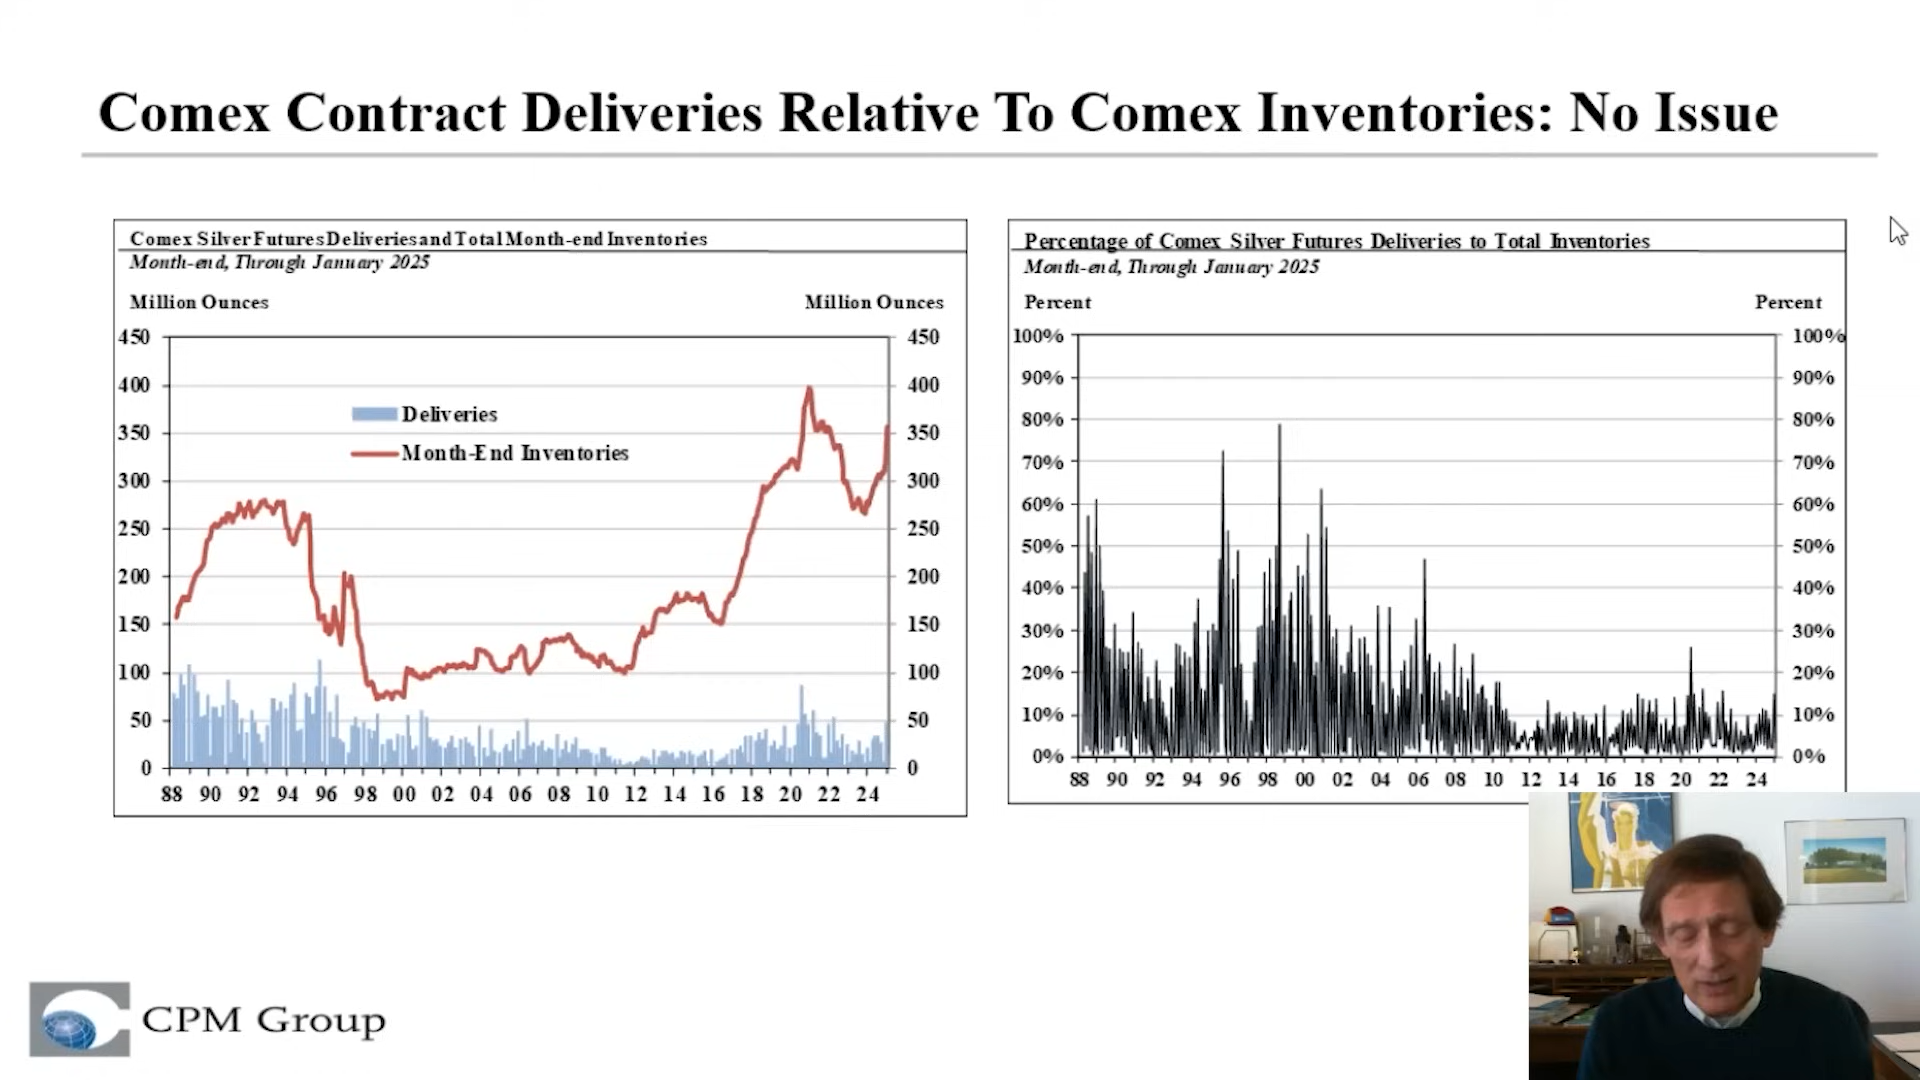 Comex Contract Deliveries Relative To Comex Inventories: No Issue
Comex Silver Futures Deliveries and Total Month-end Inventories
Month-end, Through January 2025
Million Ounces Million Ounces
450 450
400 400
Deliveries
350 350
Month-End Inventories
300 300
250 250
200 200
150 150
100 100
50 50
0 0
88 90 92 94 96 98 00 02 04 06 08 10 12 14 16 18 20 22 24
Percentage of Comex Silver Futures Deliveries to Total Inventories
Month-end, Through January 2025
Percent Percent
100% 100%
90% 90%
80% 80%
70% 70%
60% 60%
50% 50%
40% 40%
30% 30%
20% 20%
10% 10%
0% 0%
88 90 92 94 96 98 00 02 04 06 08 10 12 14 16 18 20 22 24
CPM Group